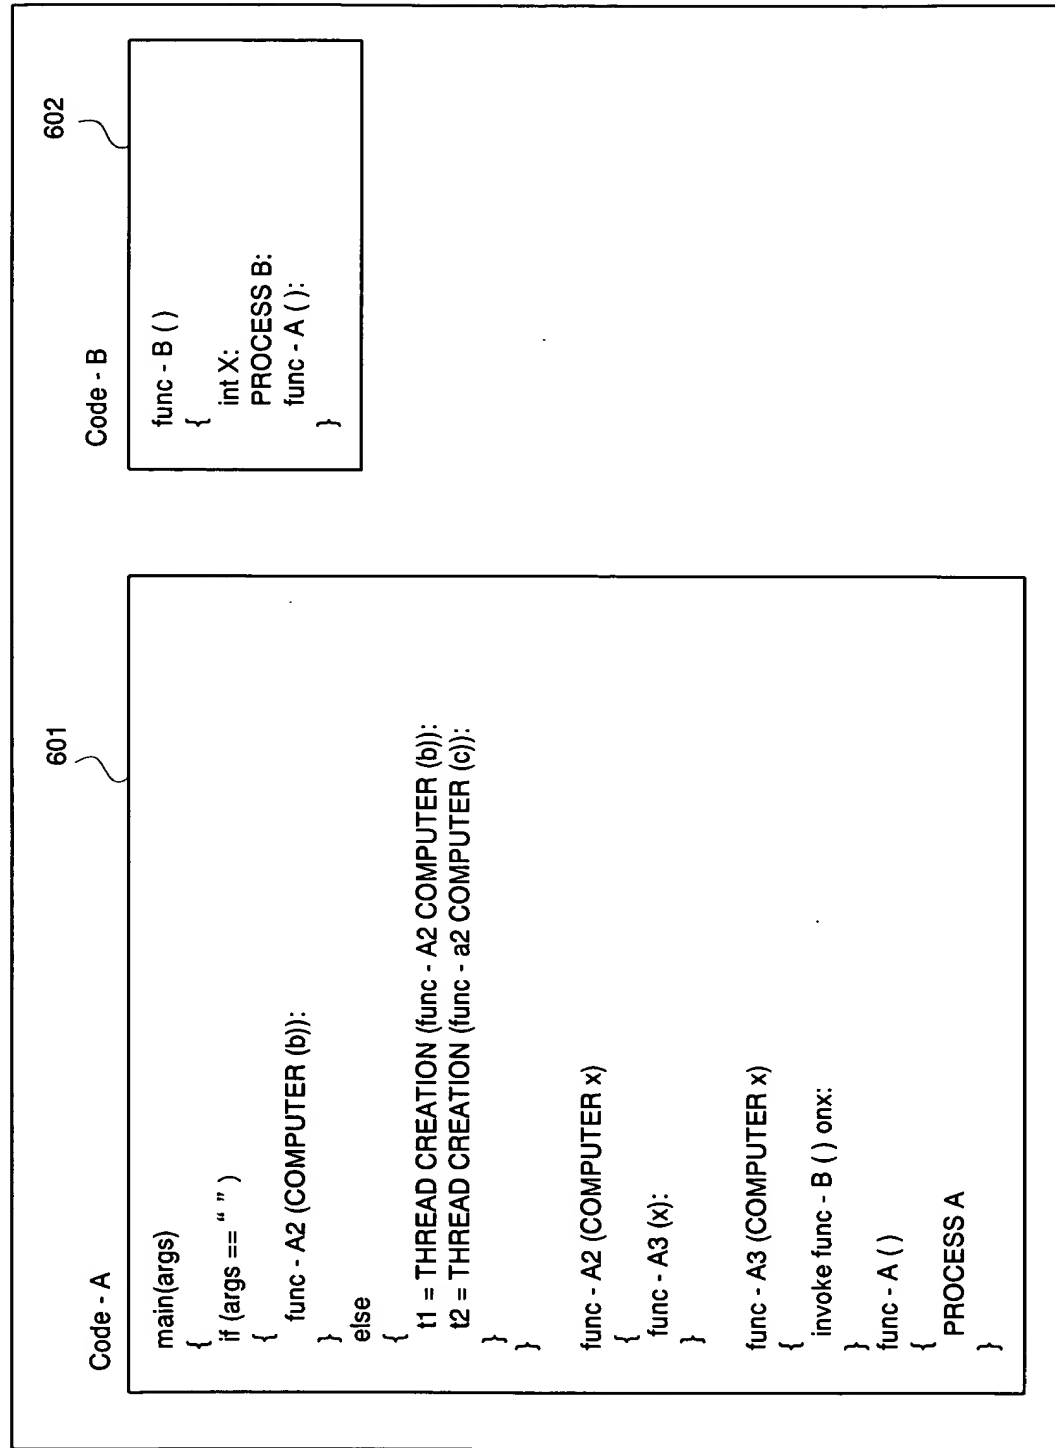 Code - A
601
main(args)
{
if (args == “ ” )
{
func - A2 (COMPUTER (b)):
}
else
{
t1 = THREAD CREATION (func - A2 COMPUTER (b)):
t2 = THREAD CREATION (func - a2 COMPUTER (c)):
}
}
func - A2 (COMPUTER x)
{
func - A3 (x):
}
func - A3 (COMPUTER x)
{
invoke func - B ( ) onx:
}
func - A ( )
{
PROCESS A
}
Code - B
602
func - B ( )
{
int X:
PROCESS B:
func - A ( ):
}